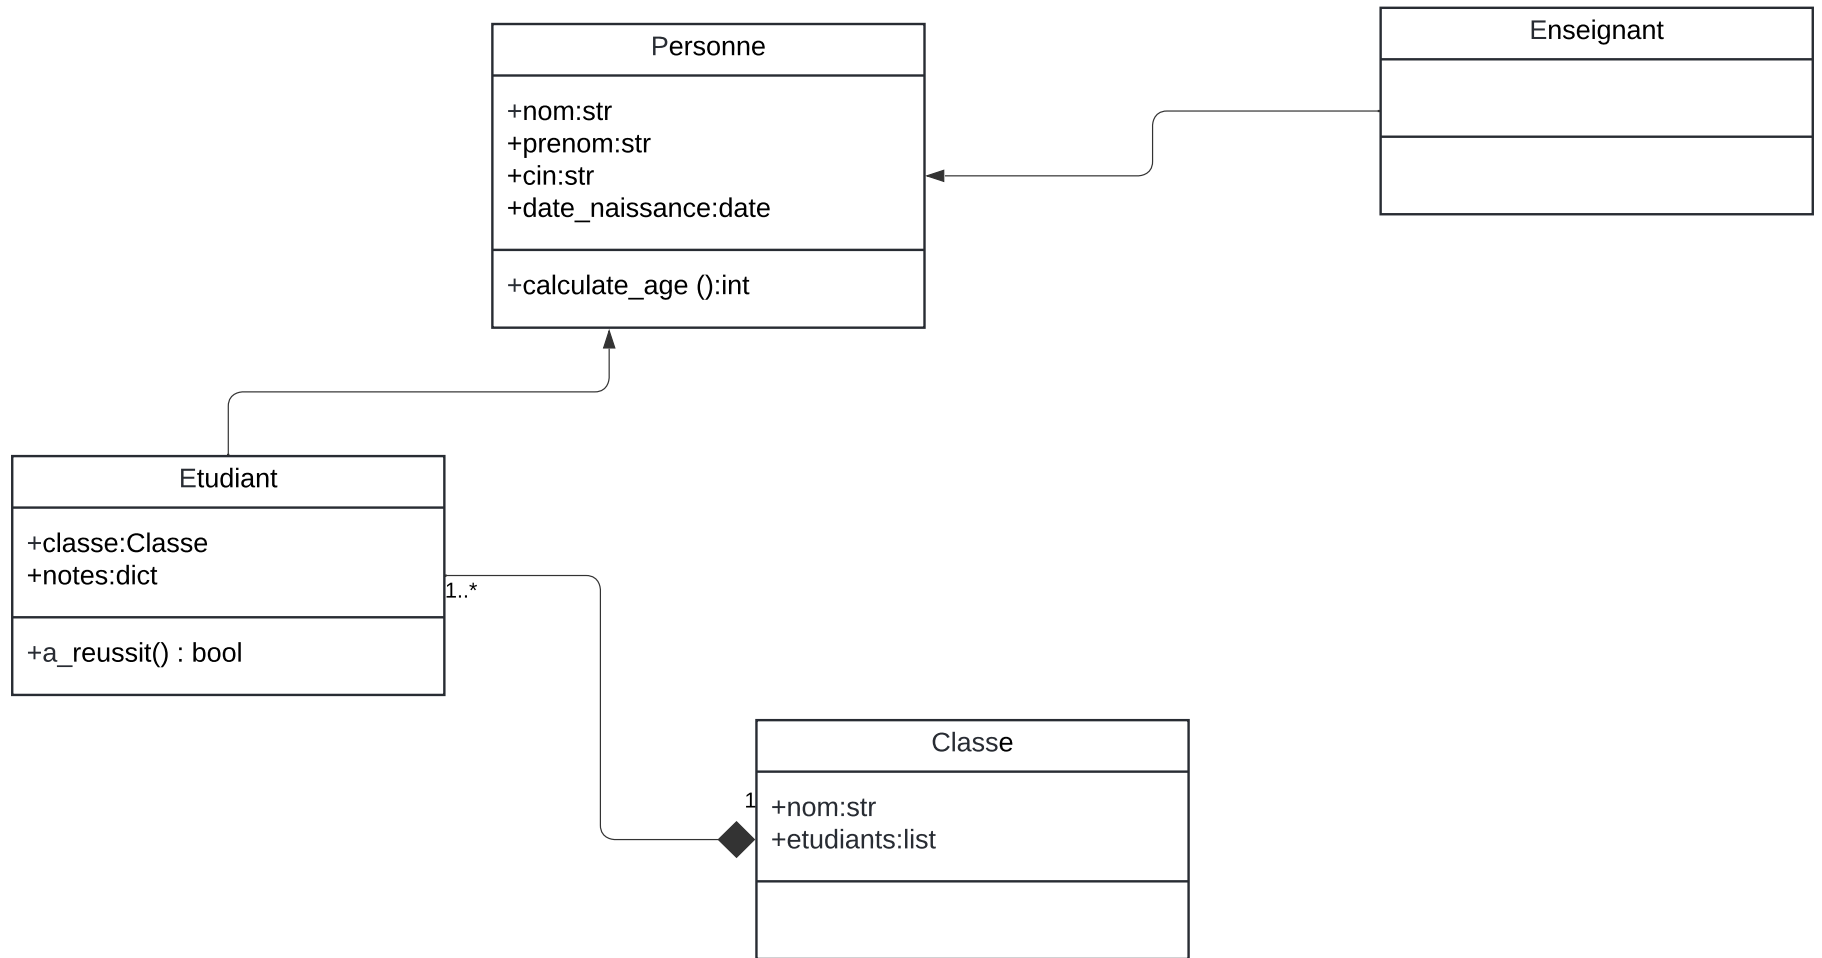 Personne
+nom:str
+prenom:str
+cin:str
+date_naissance:date
+calculate_age ():int
Enseignant
Etudiant
+classe:Classe
+notes:dict
+a_reussit() : bool
1..*
1
Classe
+nom:str
+etudiants:list